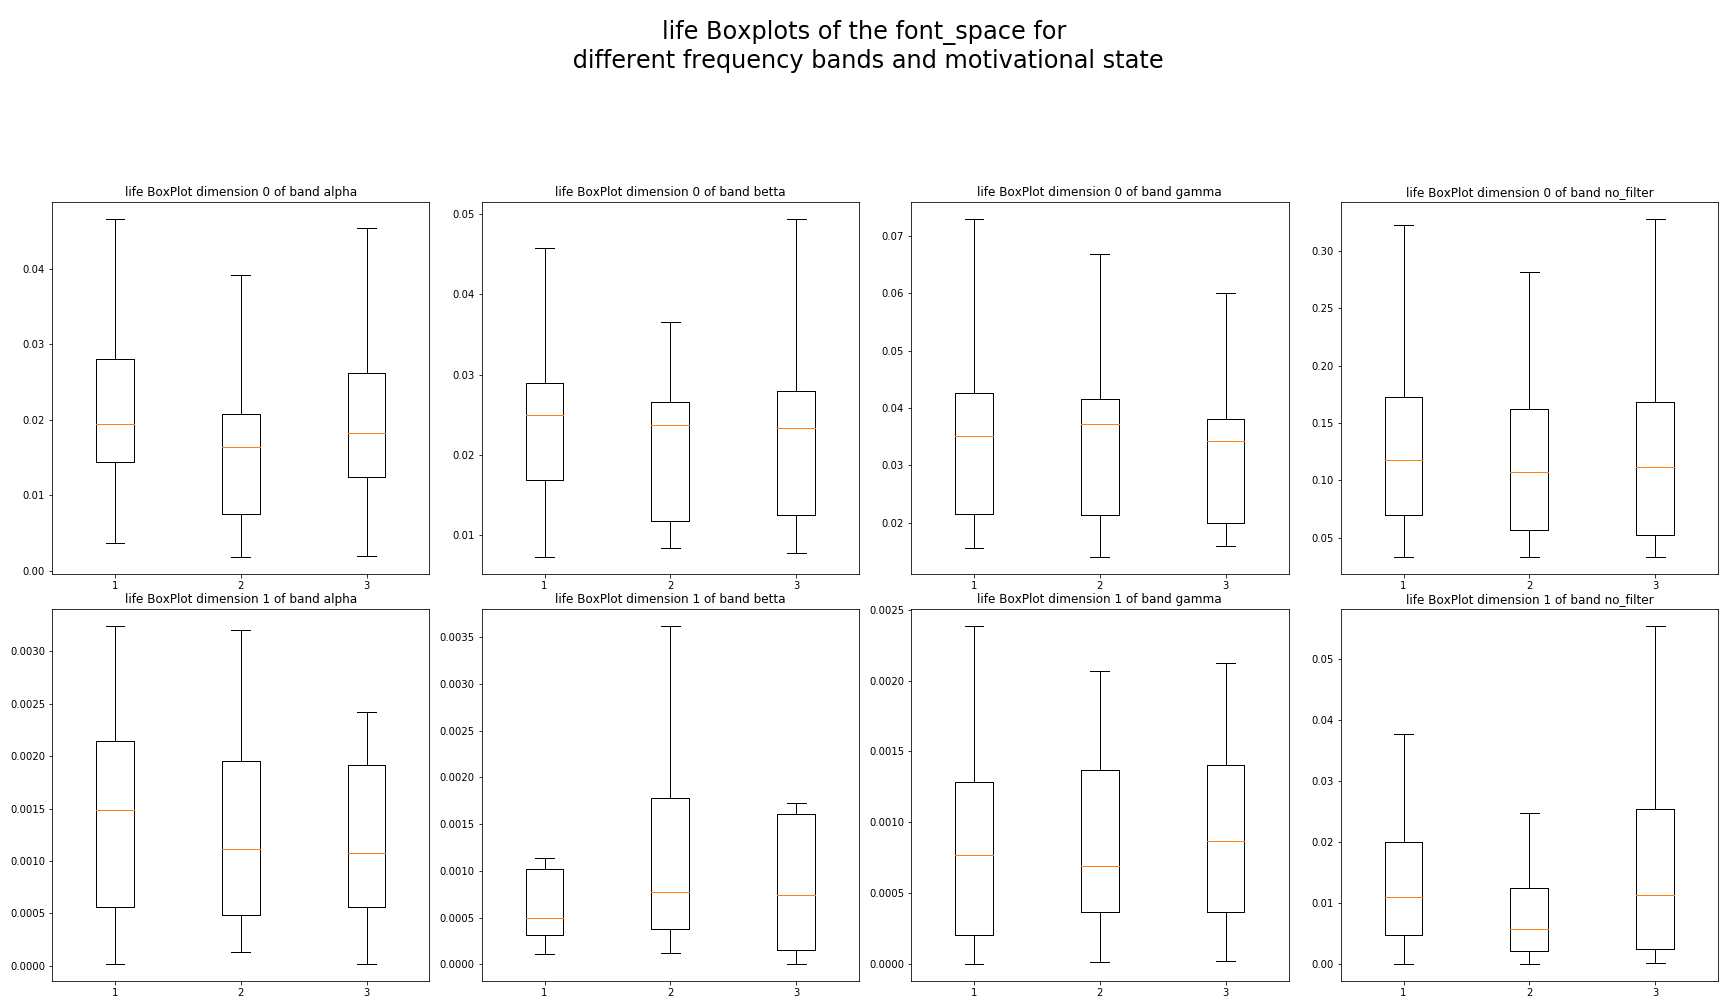 life Boxplots of the font_space for
different frequency bands and motivational state
life BoxPlot dimension 0 of band alpha
0.04
0.03
0.02
0.01
0.00
1 2 3
life BoxPlot dimension 0 of band betta
0.05
0.04
0.03
0.02
0.01
1 2 3
life BoxPlot dimension 0 of band gamma
0.07
0.06
0.05
0.04
0.03
0.02
1 2 3
life BoxPlot dimension 0 of band no_filter
0.30
0.25
0.20
0.15
0.10
0.05
1 2 3
life BoxPlot dimension 1 of band alpha
0.0030
0.0025
0.0020
0.0015
0.0010
0.0005
0.0000
1 2 3
life BoxPlot dimension 1 of band betta
0.0035
0.0030
0.0025
0.0020
0.0015
0.0010
0.0005
0.0000
1 2 3
life BoxPlot dimension 1 of band gamma
0.0025
0.0020
0.0015
0.0010
0.0005
0.0000
1 2 3
life BoxPlot dimension 1 of band no_filter
0.05
0.04
0.03
0.02
0.01
0.00
1 2 3